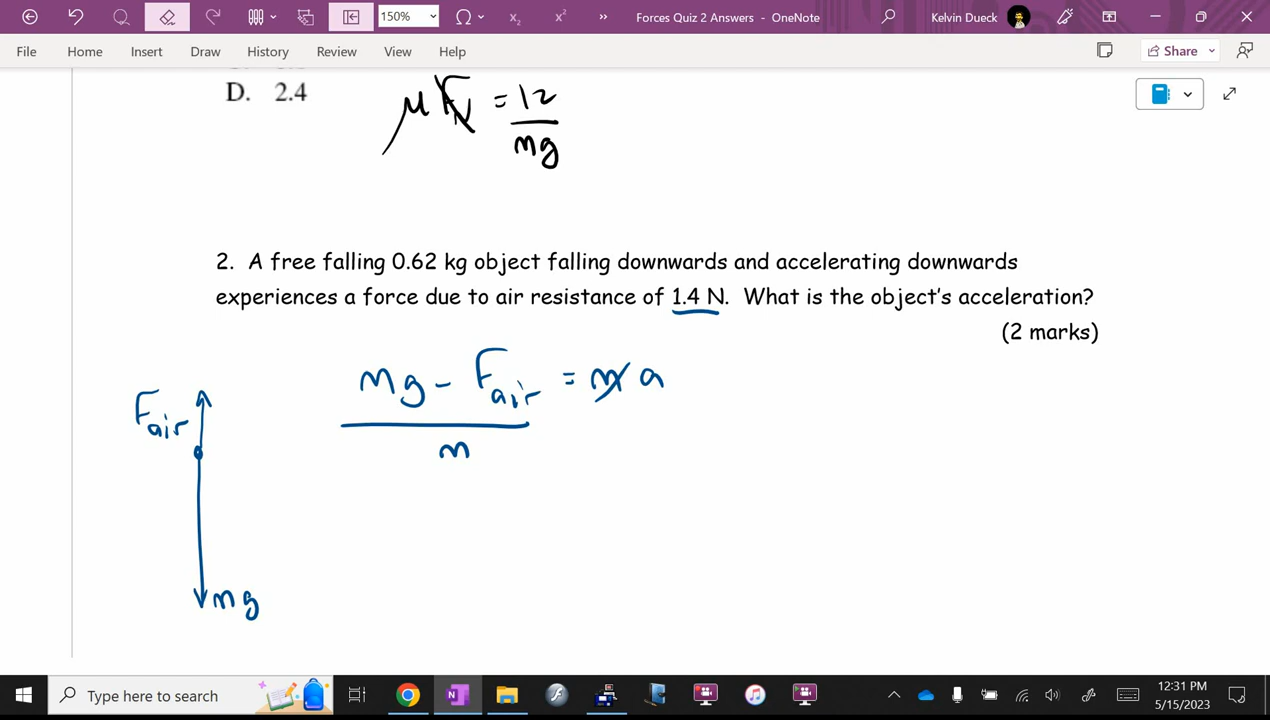 150%
Forces Quiz 2 Answers - OneNote
Kelvin Dueck
File Home Insert Draw History Review View Help
Share
D. 2.4
μ F_N = 12
mg
2. A free falling 0.62 kg object falling downwards and accelerating downwards
experiences a force due to air resistance of 1.4 N. What is the object's acceleration?
(2 marks)
mg - F_air = m a
m
F_air
mg
Type here to search
12:31 PM
5/15/2023